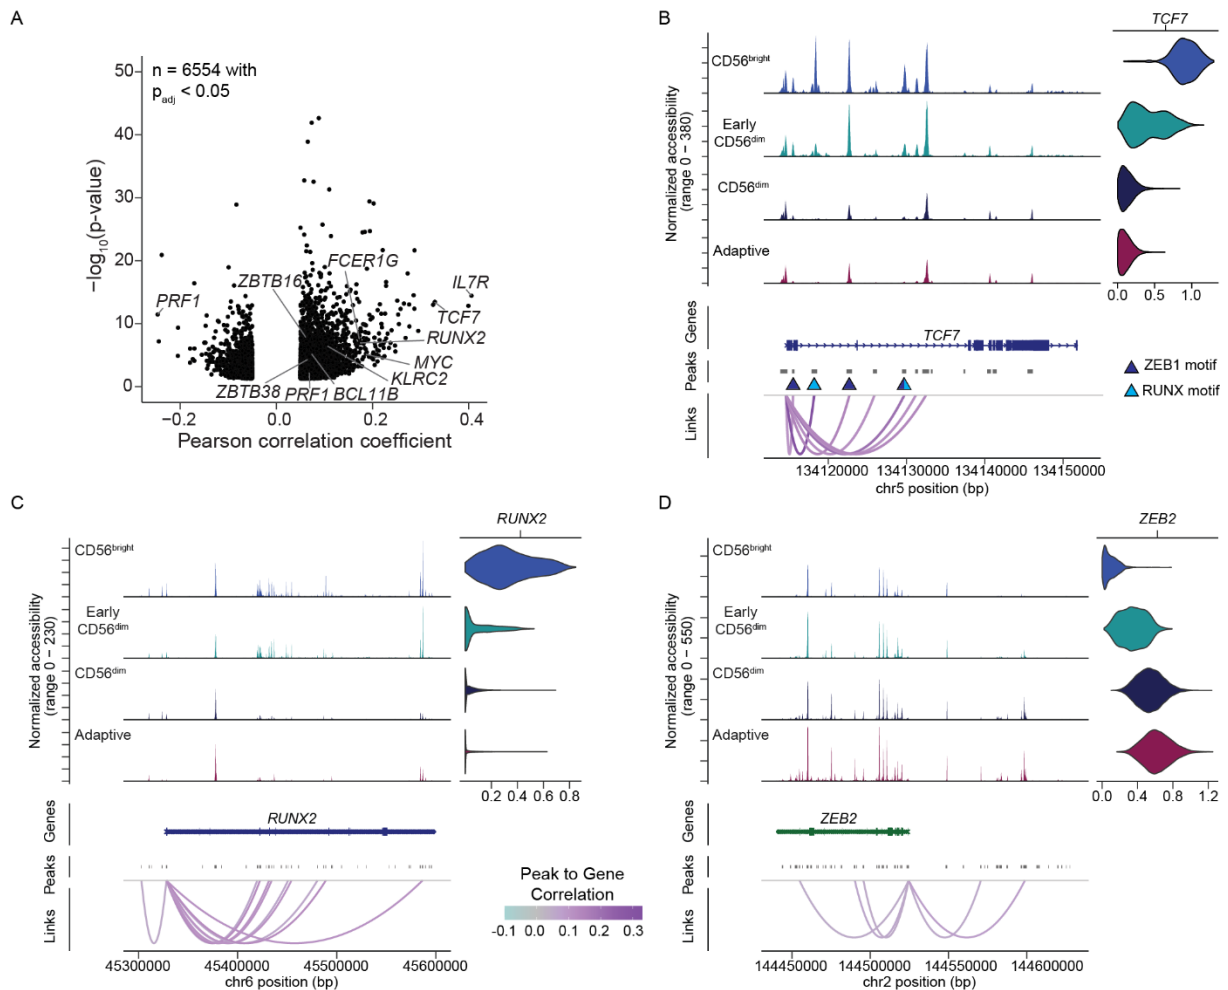 A
n = 6554 with
padj < 0.05
50
40
30
20
10
0
−log10(p-value)
FCER1G
ZBTB16
IL7R
PRF1
TCF7
RUNX2
MYC
KLRC2
ZBTB38 PRF1 BCL11B
−0.2 0.0 0.2 0.4
Pearson correlation coefficient
B
TCF7
Normalized accessibility
(range 0 − 380)
CD56bright
Early
CD56dim
CD56dim
Adaptive
0.0 0.5 1.0
Genes
TCF7
Peaks
ZEB1 motif
RUNX motif
Links
134120000 134130000 134140000 134150000
chr5 position (bp)
C
RUNX2
Normalized accessibility
(range 0 − 230)
CD56bright
Early
CD56dim
CD56dim
Adaptive
0.2 0.4 0.6 0.8
Genes
RUNX2
Peaks
Links
45300000 45400000 45500000 45600000
chr6 position (bp)
Peak to Gene
Correlation
-0.1 0.0 0.1 0.2 0.3
D
ZEB2
Normalized accessibility
(range 0 − 550)
CD56bright
Early
CD56dim
CD56dim
Adaptive
0.0 0.4 0.8 1.2
Genes
ZEB2
Peaks
Links
144450000 144500000 144550000 144600000
chr2 position (bp)